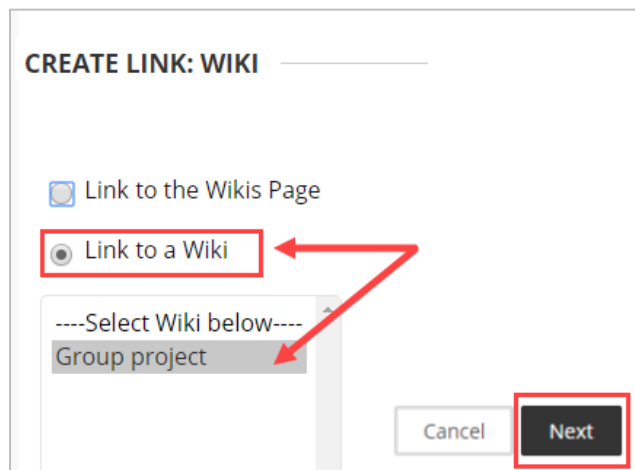 CREATE LINK: WIKI
Link to the Wikis Page
Link to a Wiki
----Select Wiki below----
Group project
Cancel
Next